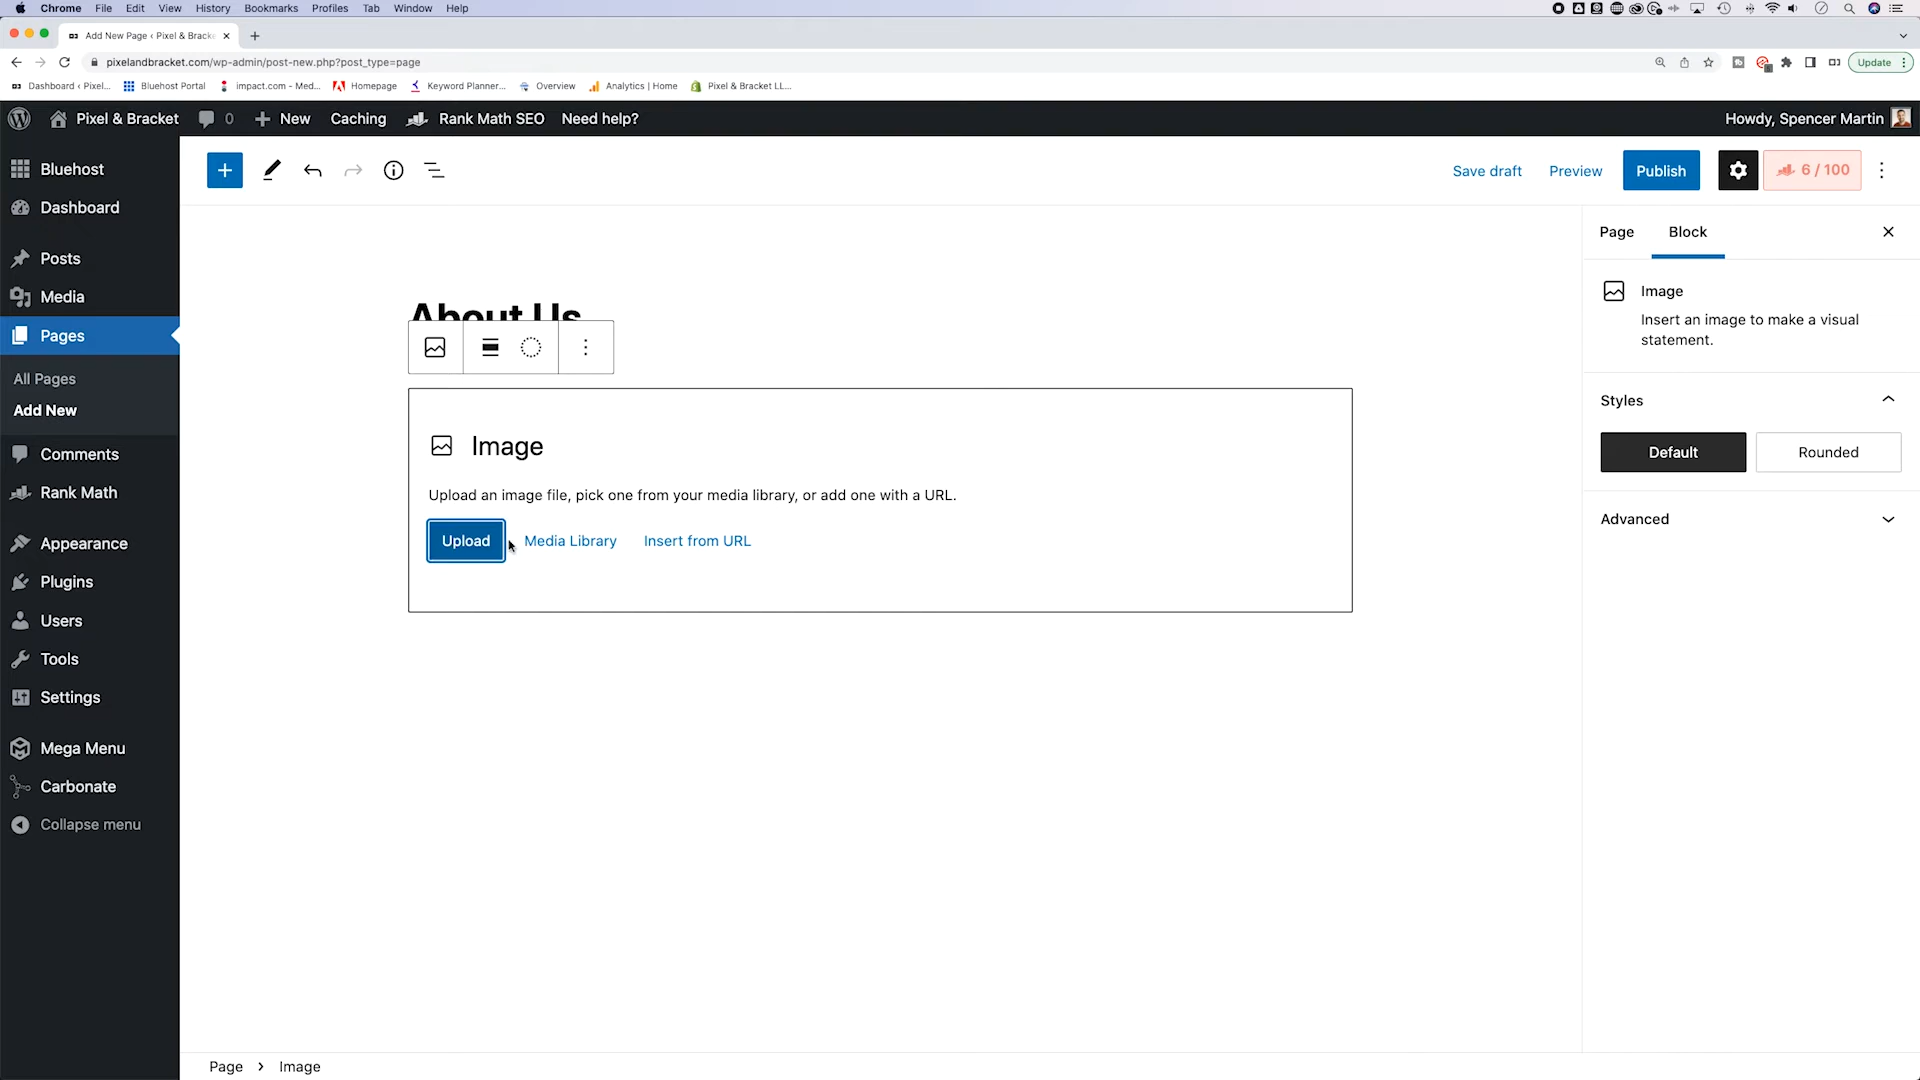 Chrome File Edit View History Bookmarks Profiles Tab Window Help
Add New Page ‹ Pixel & Bracke
pixelandbracket.com/wp-admin/post-new.php?post_type=page
Update
Dashboard ‹ Pixel... Bluehost Portal impact.com - Med... Homepage Keyword Planner... Overview Analytics | Home Pixel & Bracket LL...
Pixel & Bracket 0 New Caching Rank Math SEO Need help? Howdy, Spencer Martin
Bluehost
Dashboard
Posts
Media
Pages
All Pages
Add New
Comments
Rank Math
Appearance
Plugins
Users
Tools
Settings
Mega Menu
Carbonate
Collapse menu
Save draft Preview Publish 6 / 100
About Us
Image
Upload an image file, pick one from your media library, or add one with a URL.
Upload Media Library Insert from URL
Page Block
Image
Insert an image to make a visual
statement.
Styles
Default Rounded
Advanced
Page › Image